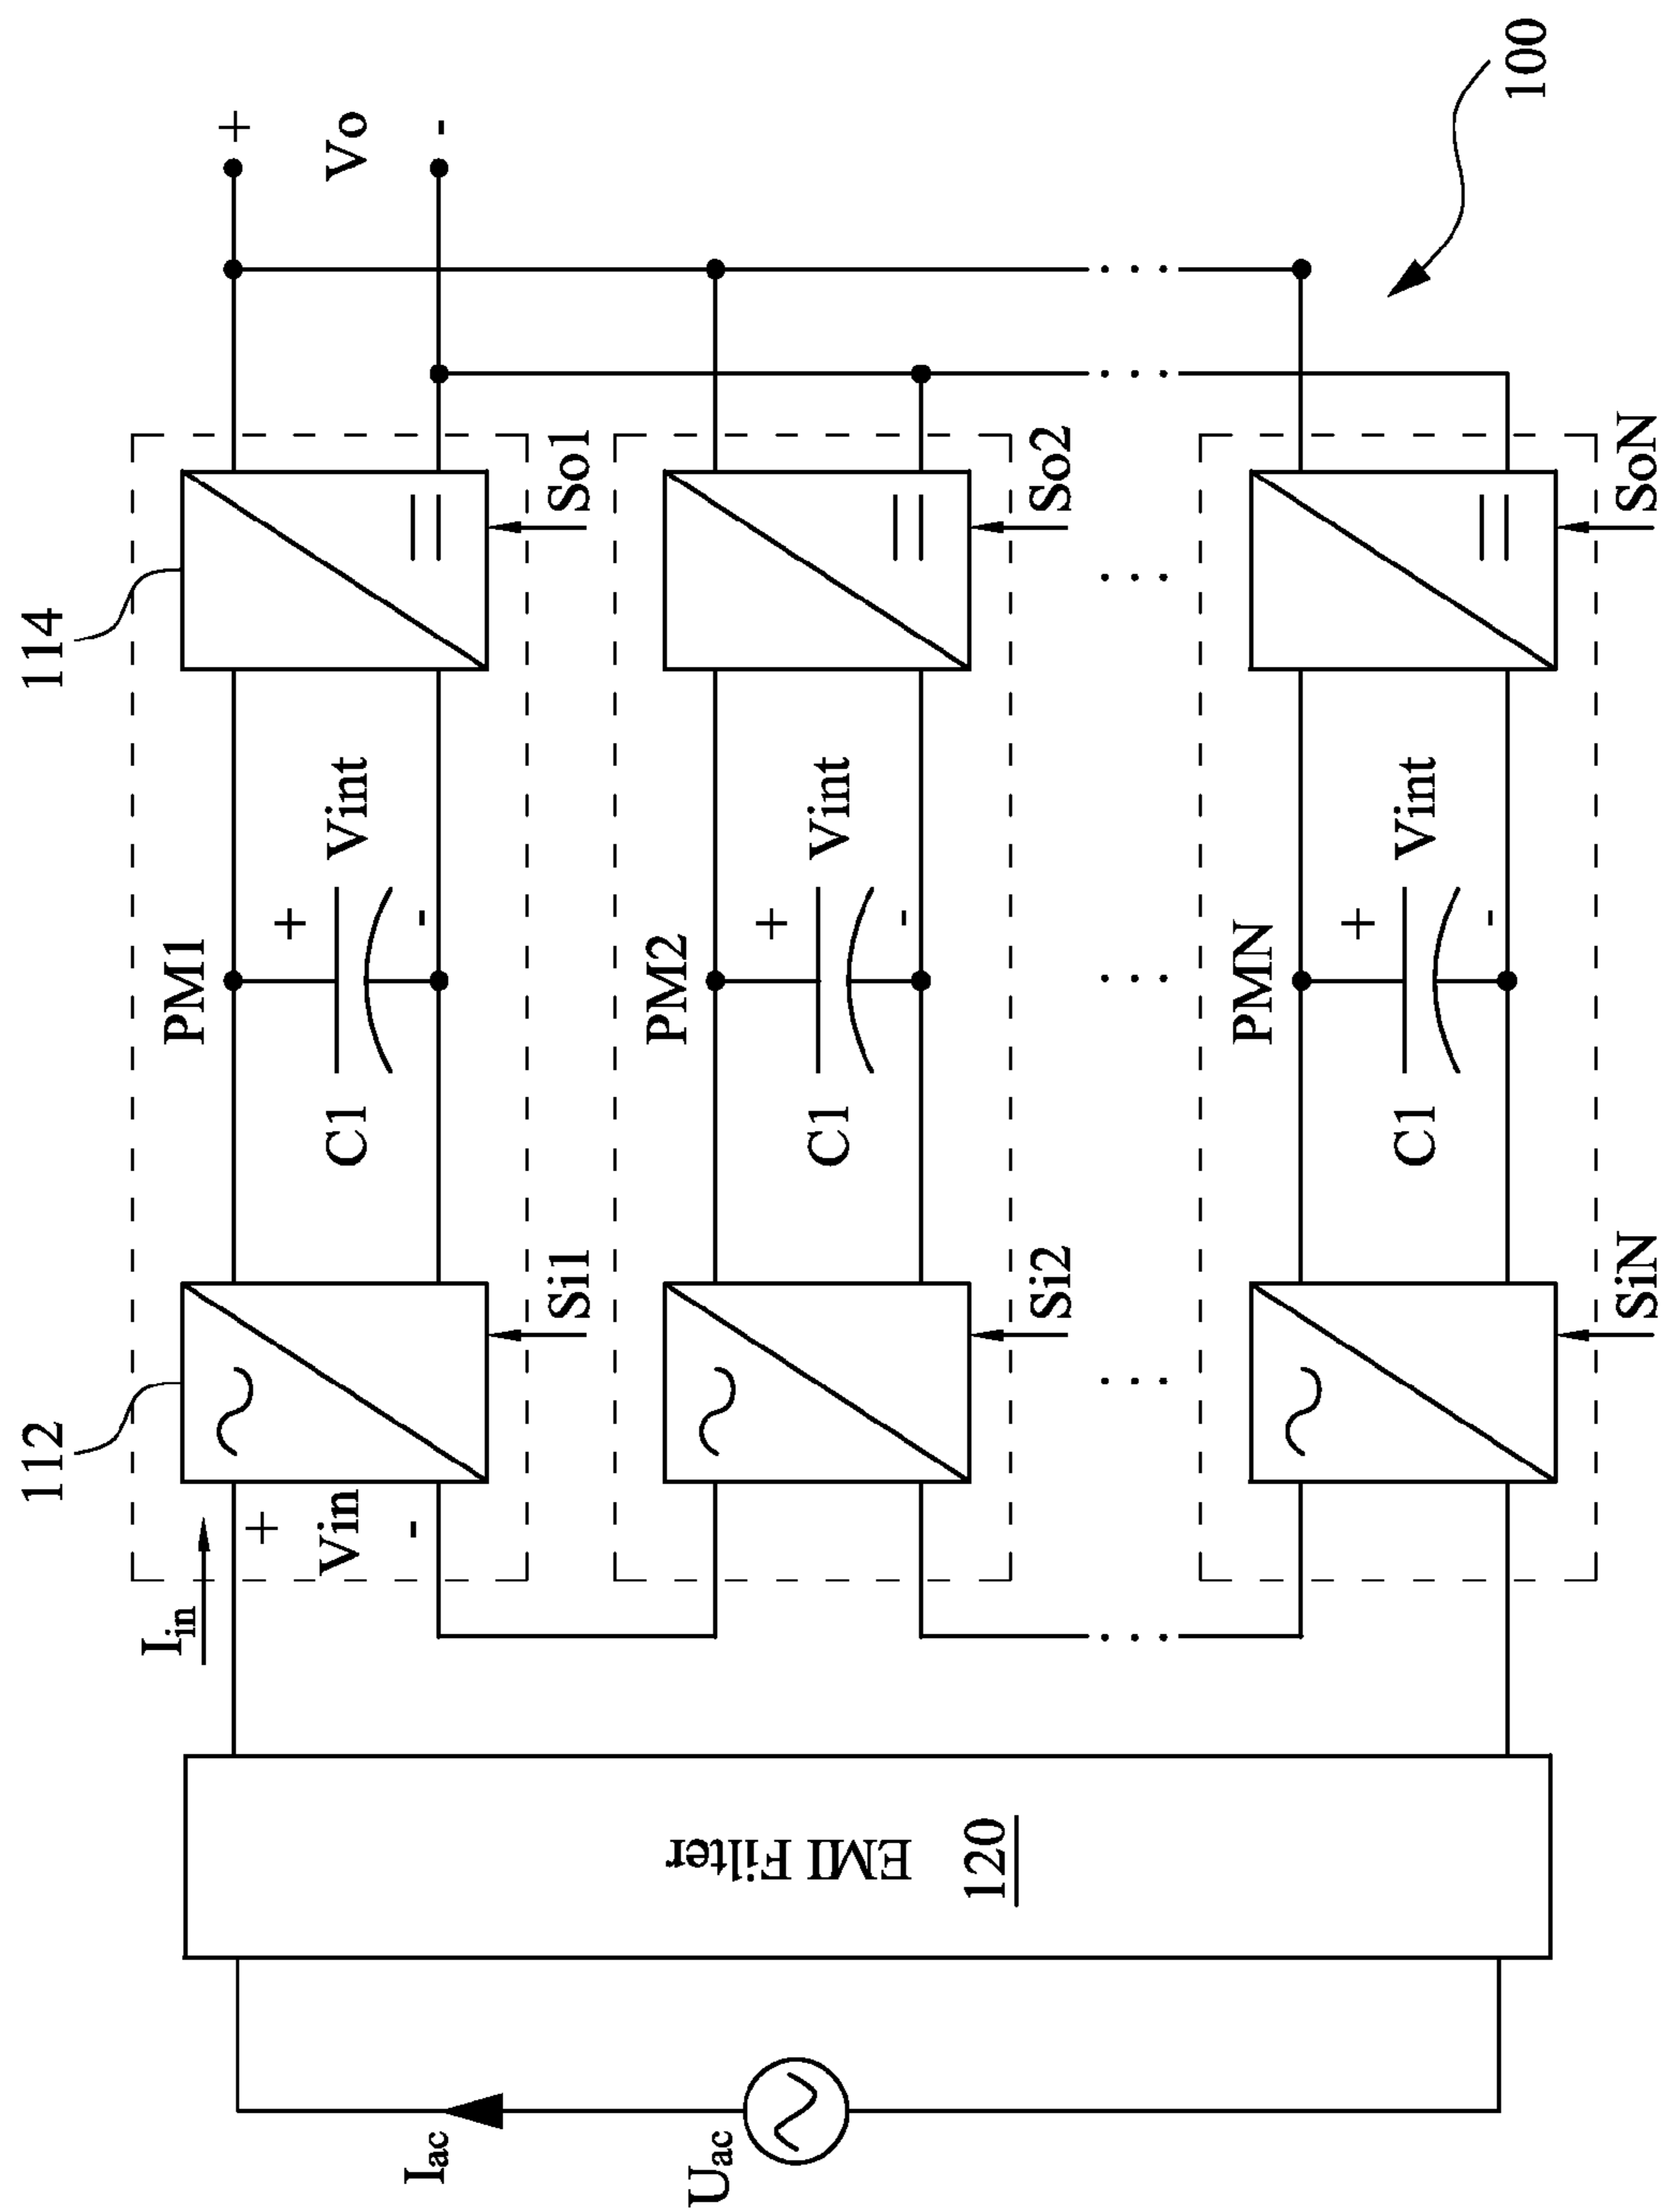 114
112
PM1
+
C1
Vint
-
Iin
+
Vin
-
Si1
So1
+
Vo
-
PM2
+
C1
Vint
-
Si2
So2
...
...
...
...
...
...
PMN
+
C1
Vint
-
SiN
SoN
EMI Filter
120
Iac
Uac
100